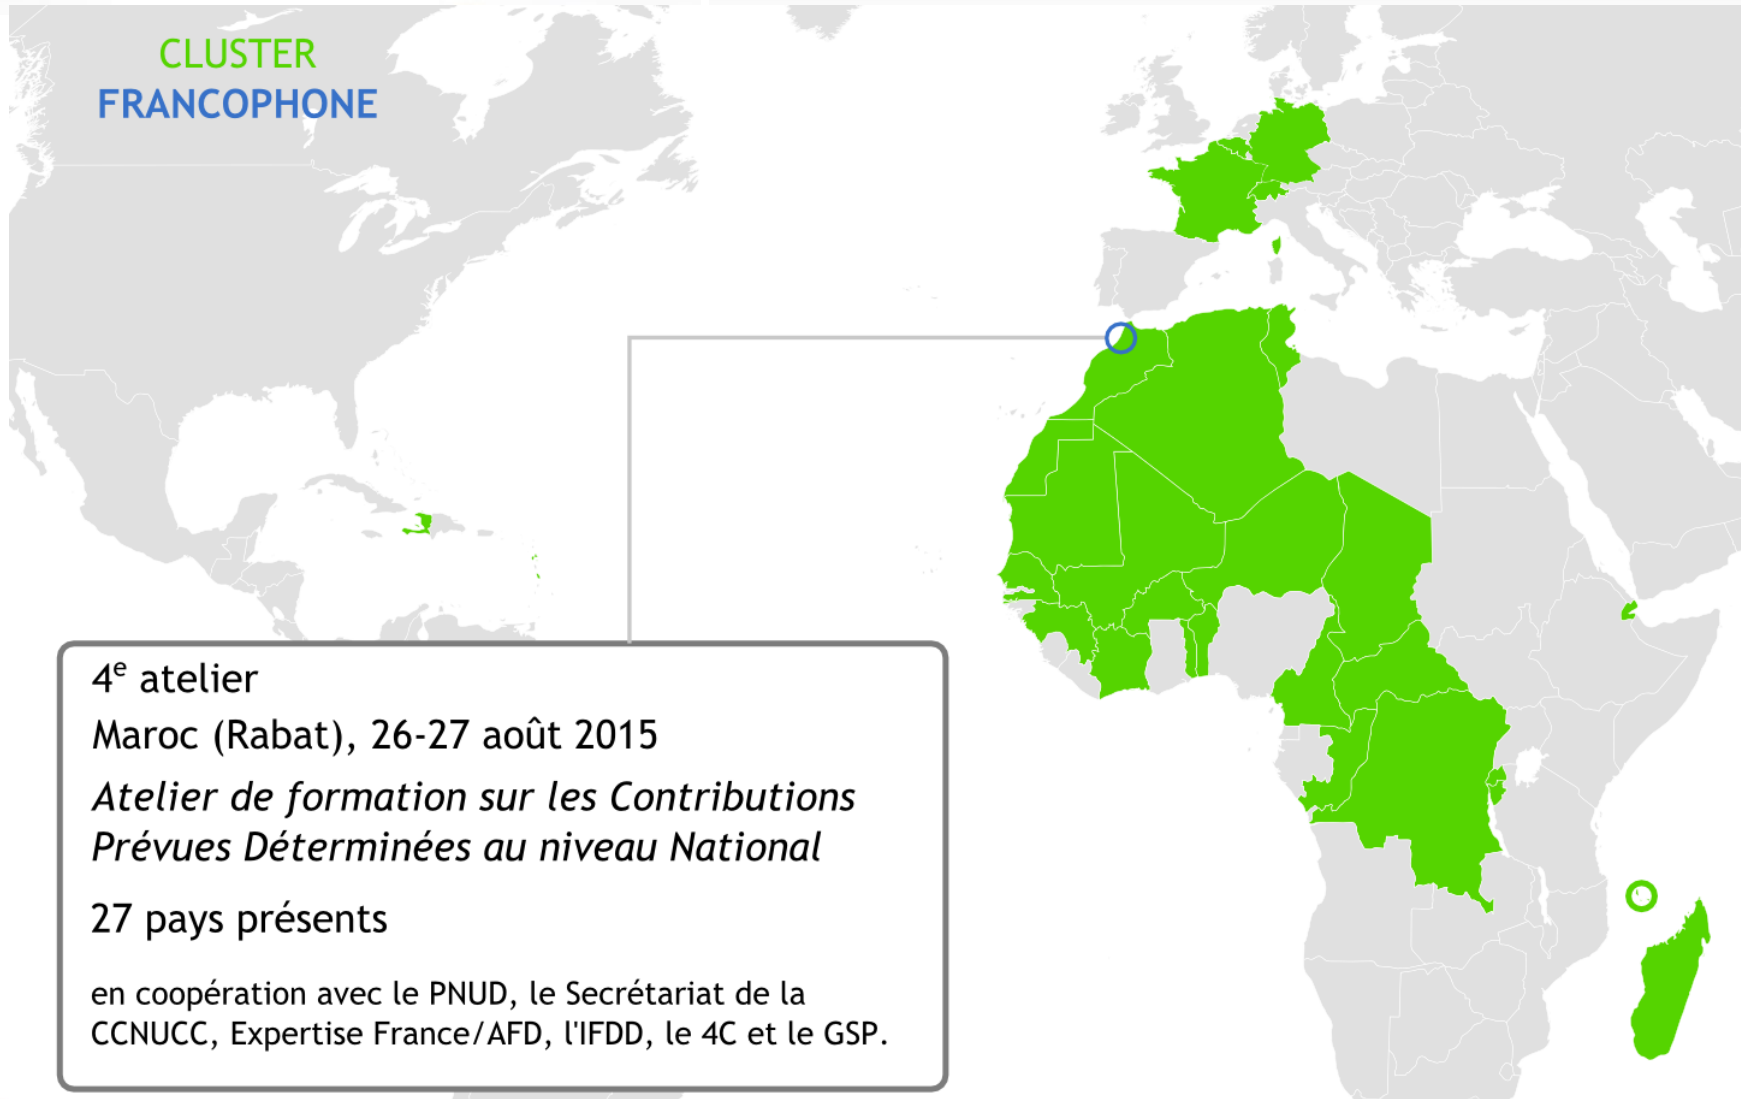 CLUSTER
FRANCOPHONE
4e atelier
Maroc (Rabat), 26-27 août 2015
Atelier de formation sur les Contributions
Prévues Déterminées au niveau National
27 pays présents
en coopération avec le PNUD, le Secrétariat de la
CCNUCC, Expertise France/AFD, l'IFDD, le 4C et le GSP.